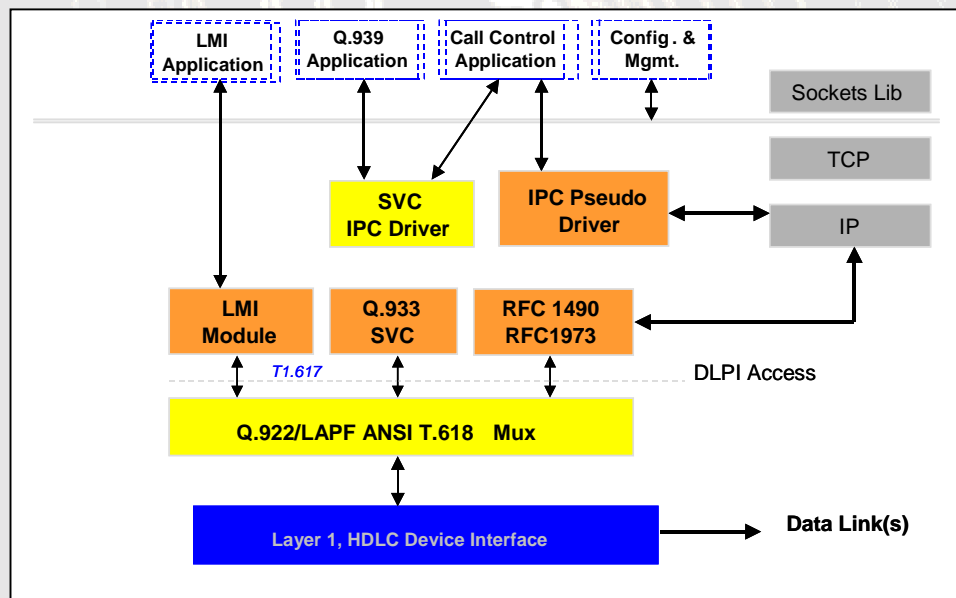 LMI
Application
Q.939
Application
Call Control
Application
Config. &
Mgmt.
Sockets Lib
TCP
SVC
IPC Driver
IPC Pseudo
Driver
IP
LMI
Module
Q.933
SVC
RFC 1490
RFC1973
T1.617
DLPI Access
Q.922/LAPF ANSI T.618 Mux
Layer 1, HDLC Device Interface
Data Link(s)